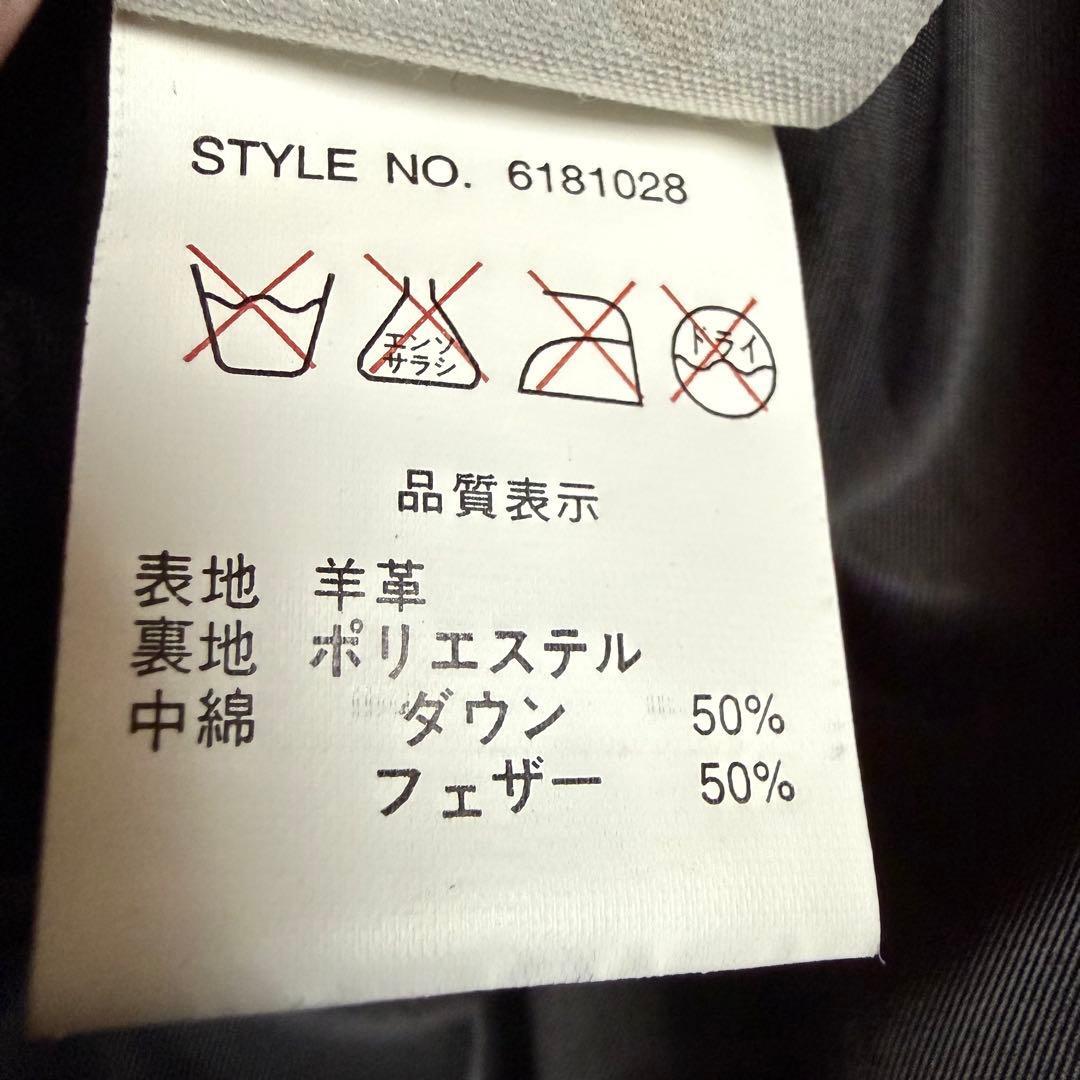 STYLE NO. 6181028
エンソ
サラシ
ドライ
品質表示
表地 羊革
裏地 ポリエステル
中綿 ダウン 50%
フェザー 50%